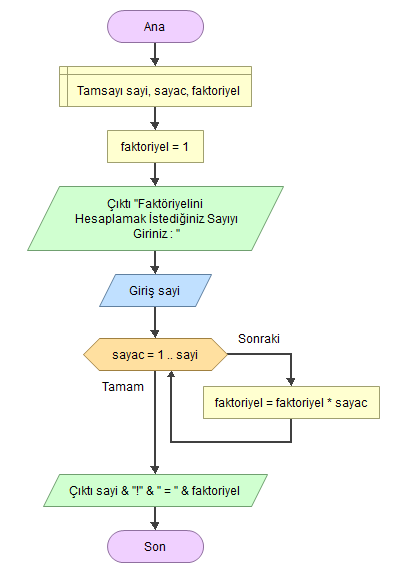 Ana
Tamsayı sayi, sayac, faktoriyel
faktoriyel = 1
Çıktı "Faktöriyelini
Hesaplamak İstediğiniz Sayıyı
Giriniz : "
Giriş sayi
sayac = 1 .. sayi
Sonraki
Tamam
faktoriyel = faktoriyel * sayac
Çıktı sayi & "!" & " = " & faktoriyel
Son